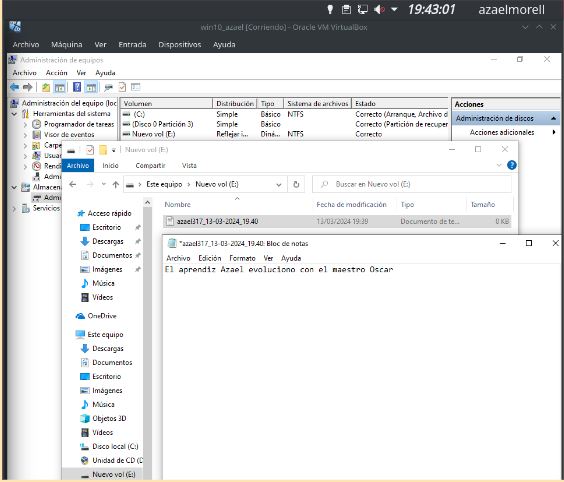 19:43:01 azaelmorell
win10_azael [Corriendo] - Oracle VM VirtualBox
Archivo Máquina Ver Entrada Dispositivos Ayuda
Administración de equipos
Archivo Acción Ver Ayuda
Administración del equipo (loc
Herramientas del sistema
Programador de tareas
Visor de eventos
Carpe
Usuar
Rendi
Admi
Almacena
Admi
Servicios
Volumen Distribución Tipo Sistema de archivos Estado
(C:) Simple Básico NTFS Correcto (Arranque, Archivo d
(Disco 0 Partición 3) Simple Básico Correcto (Partición de recuper
Nuevo vol (E:) Reflejar i... Diná... NTFS Correcto
Acciones
Administración de discos
Acciones adicionales
Nuevo vol (E:)
Archivo Inicio Compartir Vista
Este equipo > Nuevo vol (E:)
Buscar en Nuevo vol (E:)
Nombre Fecha de modificación Tipo Tamaño
azael317_13-03-2024_19.40 13/03/2024 19:39 Documento de te... 0 KB
Acceso rápido
Escritorio
Descargas
Documentos
Imágenes
Música
Vídeos
OneDrive
Este equipo
Descargas
Documentos
Escritorio
Imágenes
Música
Objetos 3D
Vídeos
Disco local (C:)
Unidad de CD (D
Nuevo vol (E:)
*azael317_13-03-2024_19.40: Bloc de notas
Archivo Edición Formato Ver Ayuda
El aprendiz Azael evoluciono con el maestro Oscar